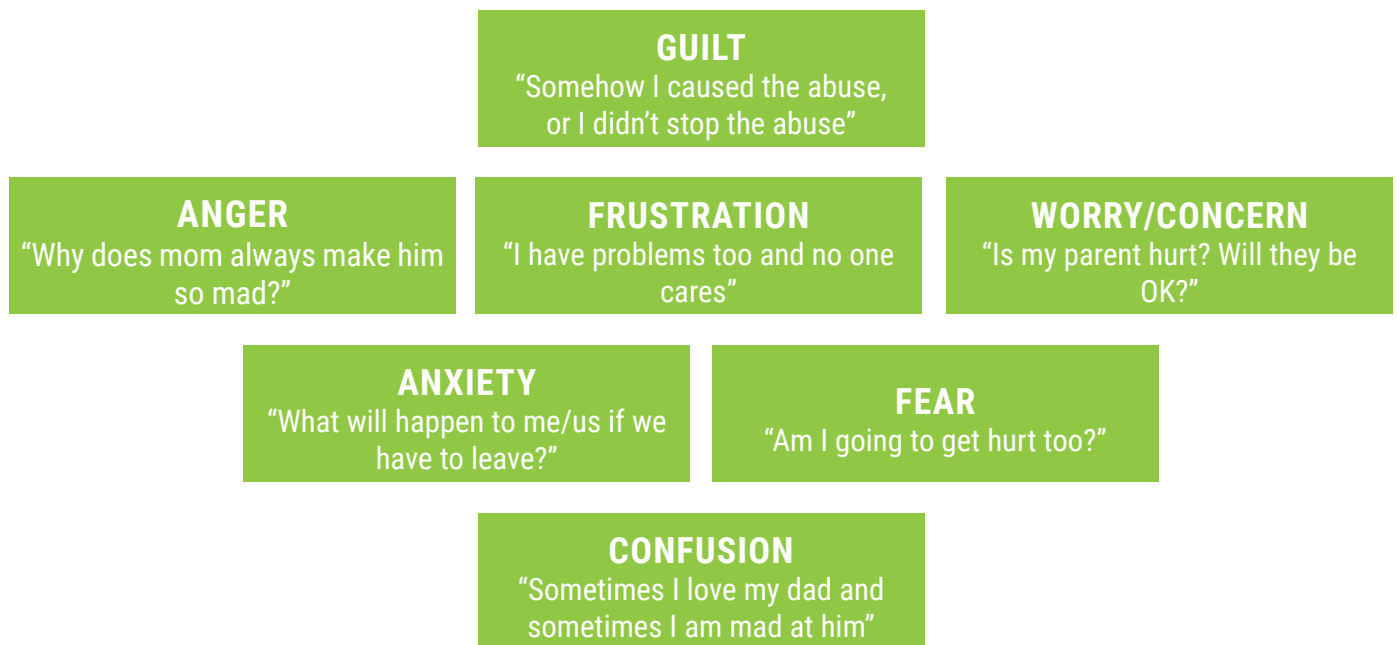 GUILT
“Somehow I caused the abuse,
or I didn’t stop the abuse”
ANGER
“Why does mom always make him
so mad?”
FRUSTRATION
“I have problems too and no one
cares”
WORRY/CONCERN
“Is my parent hurt? Will they be
OK?”
ANXIETY
“What will happen to me/us if we
have to leave?”
FEAR
“Am I going to get hurt too?”
CONFUSION
“Sometimes I love my dad and
sometimes I am mad at him”